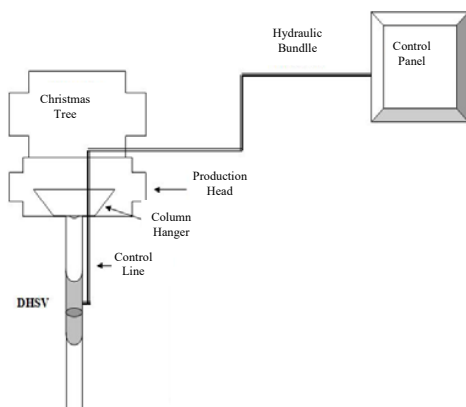 Hydraulic
Bundlle
Control
Panel
Christmas
Tree
Production
Head
Column
Hanger
Control
Line
DHSV